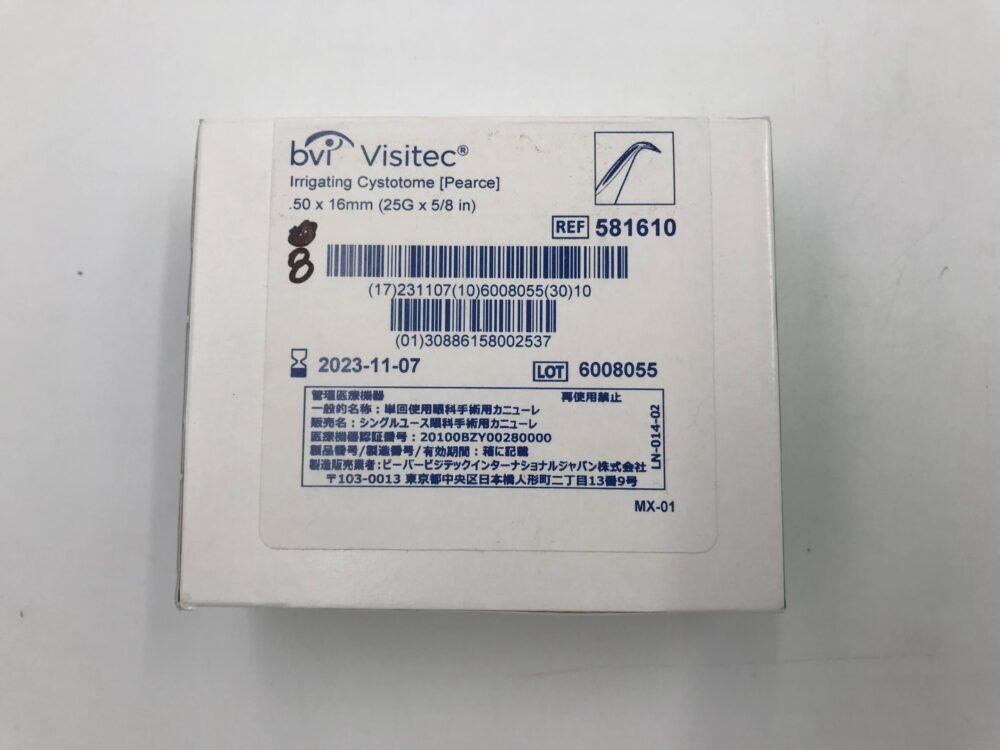 bvi Visitec®
Irrigating Cystotome [Pearce]
.50 x 16mm (25G x 5/8 in)
REF 581610
8
(17)231107(10)6008055(30)10
(01)30886158002537
2023-11-07
LOT 6008055
管理医療機器 再使用禁止
一般的名称：単回使用眼科手術用カニューレ
販売名：シングルユース眼科手術用カニューレ
医療機器認証番号：20100BZY00280000
製品番号/製造番号/有効期間：箱に記載
製造販売業者:ビーバービジテックインターナショナルジャパン株式会社
〒103-0013 東京都中央区日本橋人形町二丁目13番9号
LN-014-02
MX-01